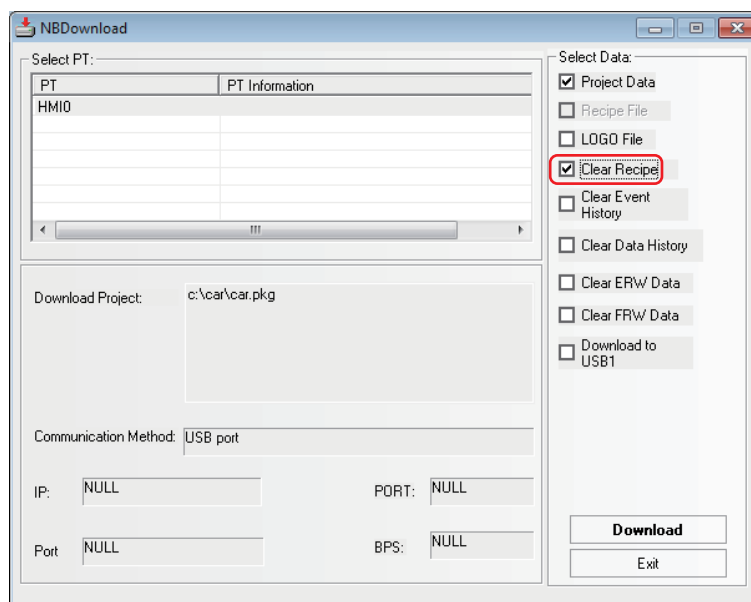 NBDownload
Select PT:
PT PT Information
HMI0
Download Project: c:\car\car.pkg
Communication Method: USB port
IP: NULL PORT: NULL
Port NULL BPS: NULL
Select Data:
Project Data
Recipe File
LOGO File
Clear Recipe
Clear Event
History
Clear Data History
Clear ERW Data
Clear FRW Data
Download to
USB1
Download
Exit